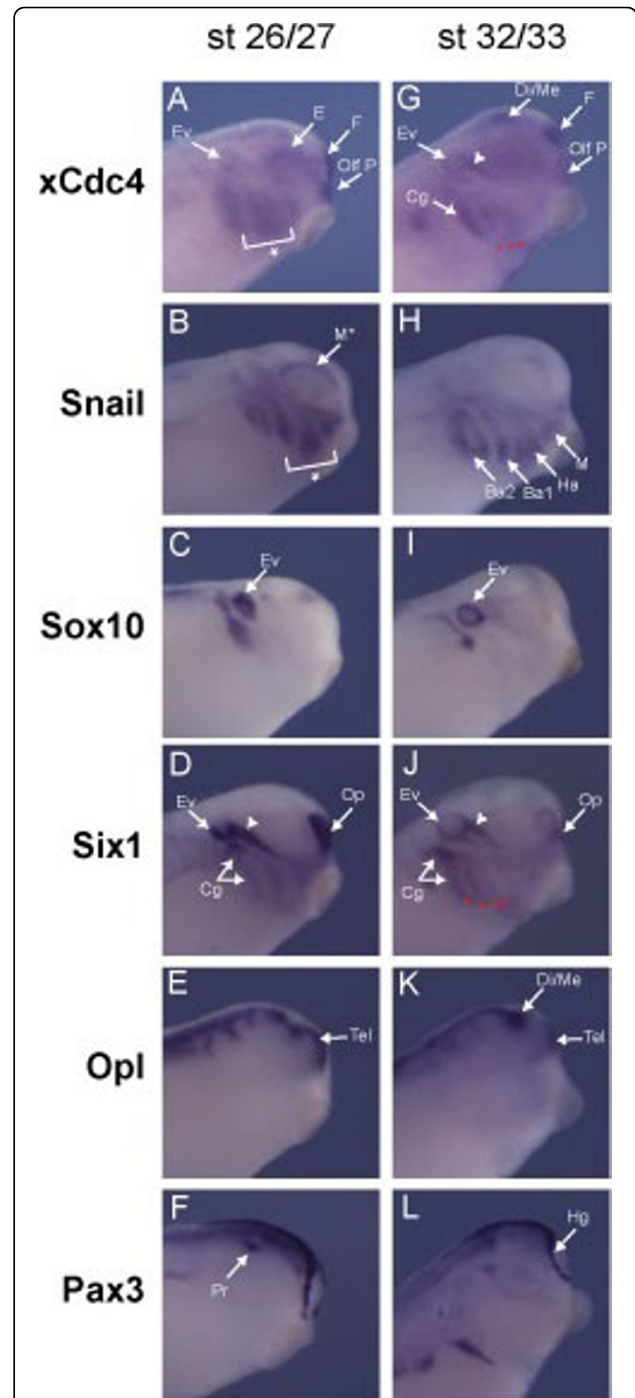 st 26/27 st 32/33
xCdc4
A
Ev
E
F
Olf P
*
G
Di/Me
F
Ev
Olf P
Cg
Snail
B
M*
*
H
Ba2 Ba1 Ha M
Sox10
C
Ev
I
Ev
Six1
D
Ev
Op
Cg
J
Ev
Op
Cg
Opl
E
Tel
K
Di/Me
Tel
Pax3
F
Pr
L
Hg